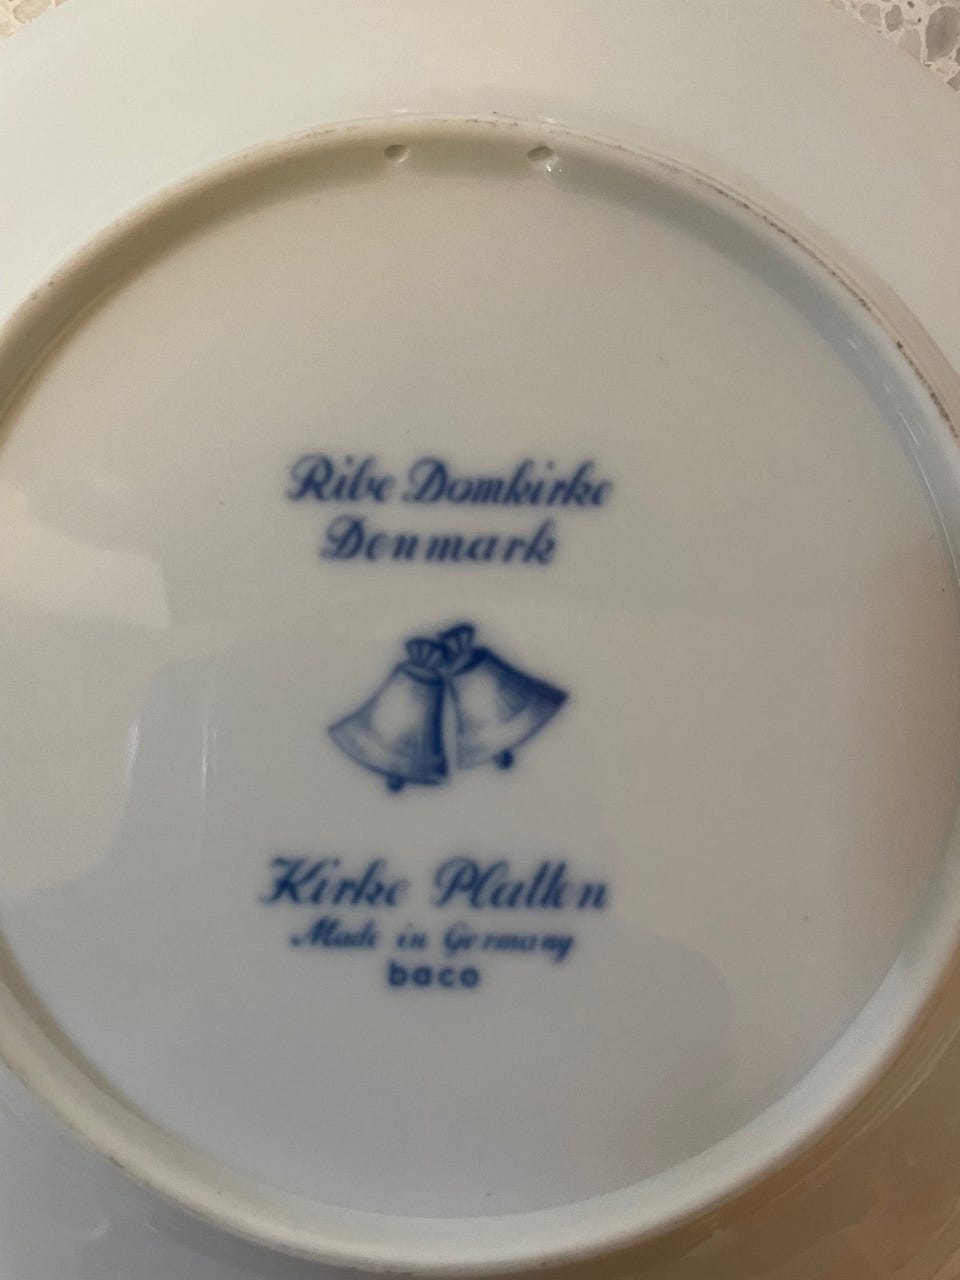 Ribe Domkirke
Denmark
Kirke Platten
Made in Germany
baco